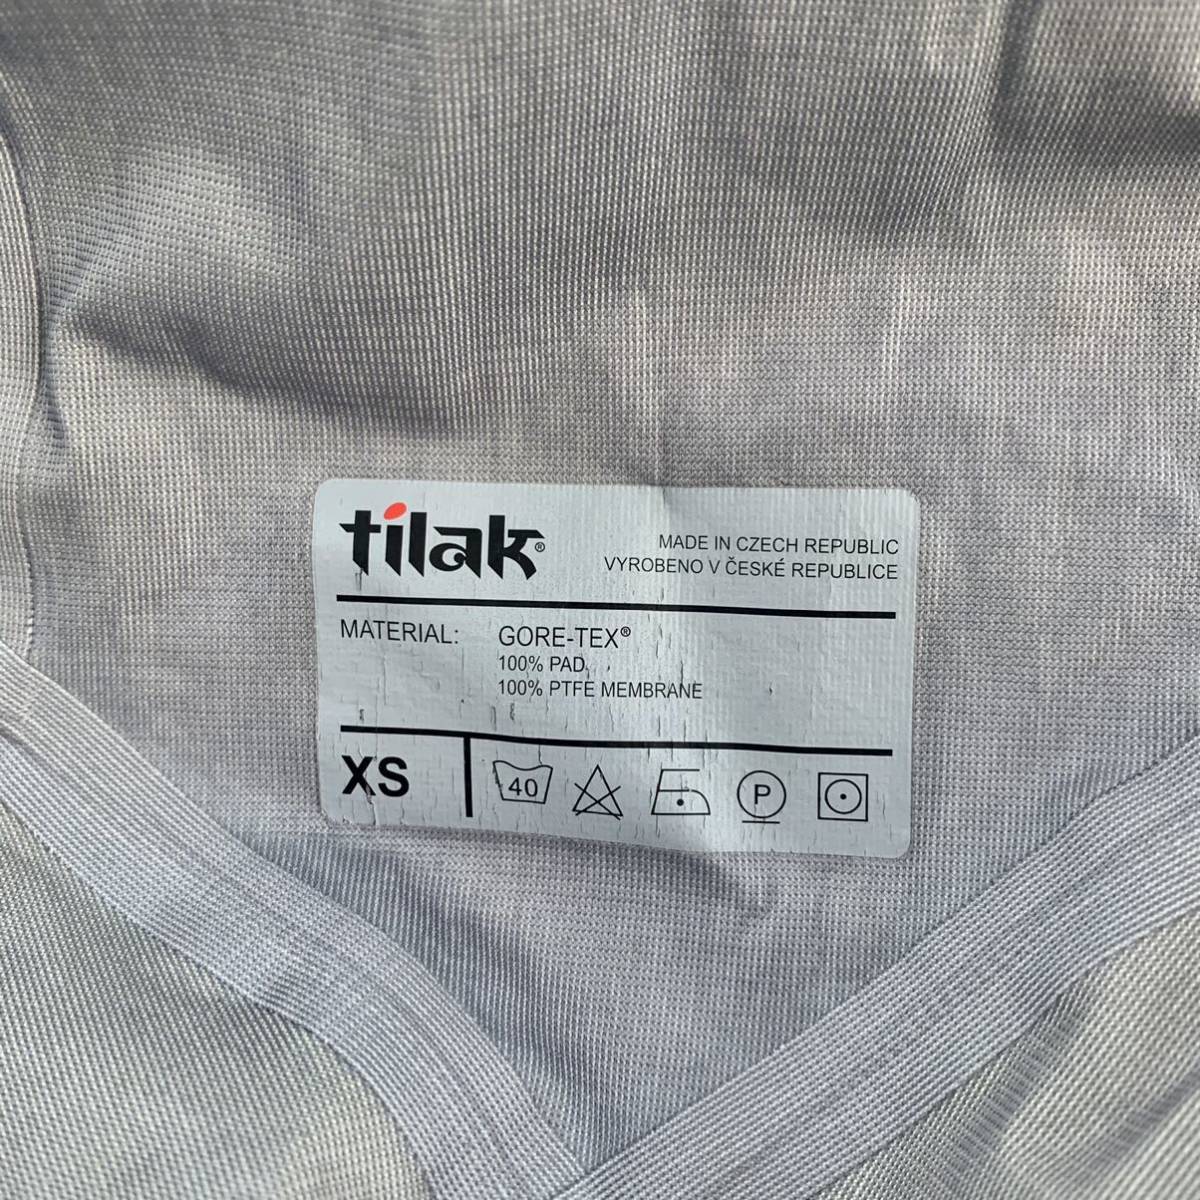 tilak®
MADE IN CZECH REPUBLIC
VYROBENO V ČESKÉ REPUBLICE
MATERIAL: GORE-TEX®
100% PAD
100% PTFE MEMBRANE
XS 40 P